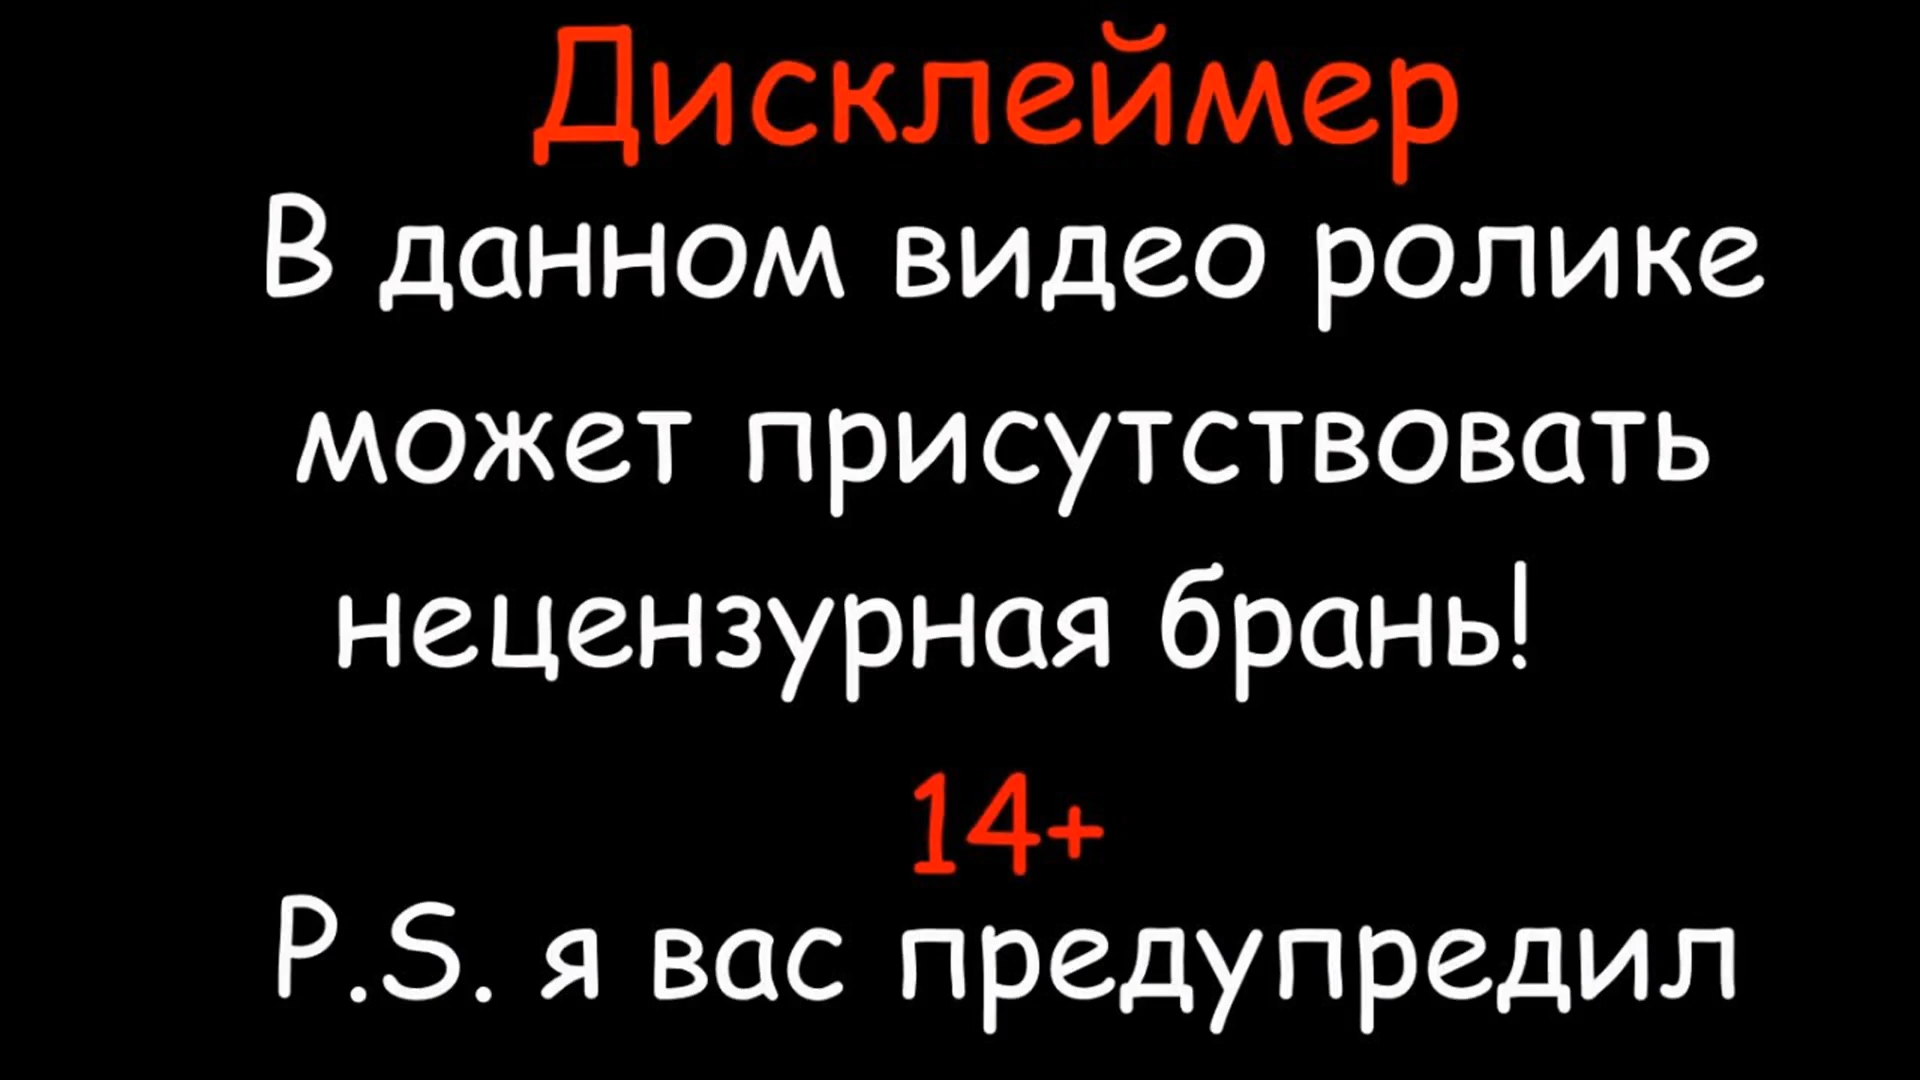 Дисклеймер
В данном видео ролике
может присутствовать
нецензурная брань!
14+
P.S. я вас предупредил